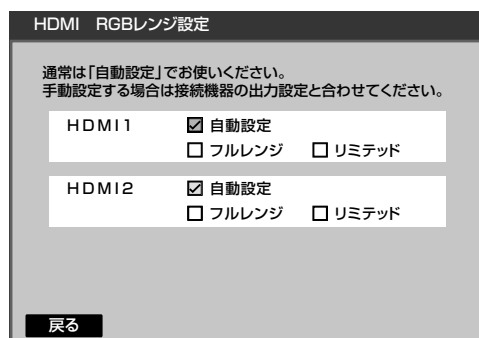 HDMI RGBレンジ設定
通常は「自動設定」でお使いください。
手動設定する場合は接続機器の出力設定と合わせてください。
HDMI1 ☑ 自動設定
☐ フルレンジ ☐ リミテッド
HDMI2 ☑ 自動設定
☐ フルレンジ ☐ リミテッド
戻る